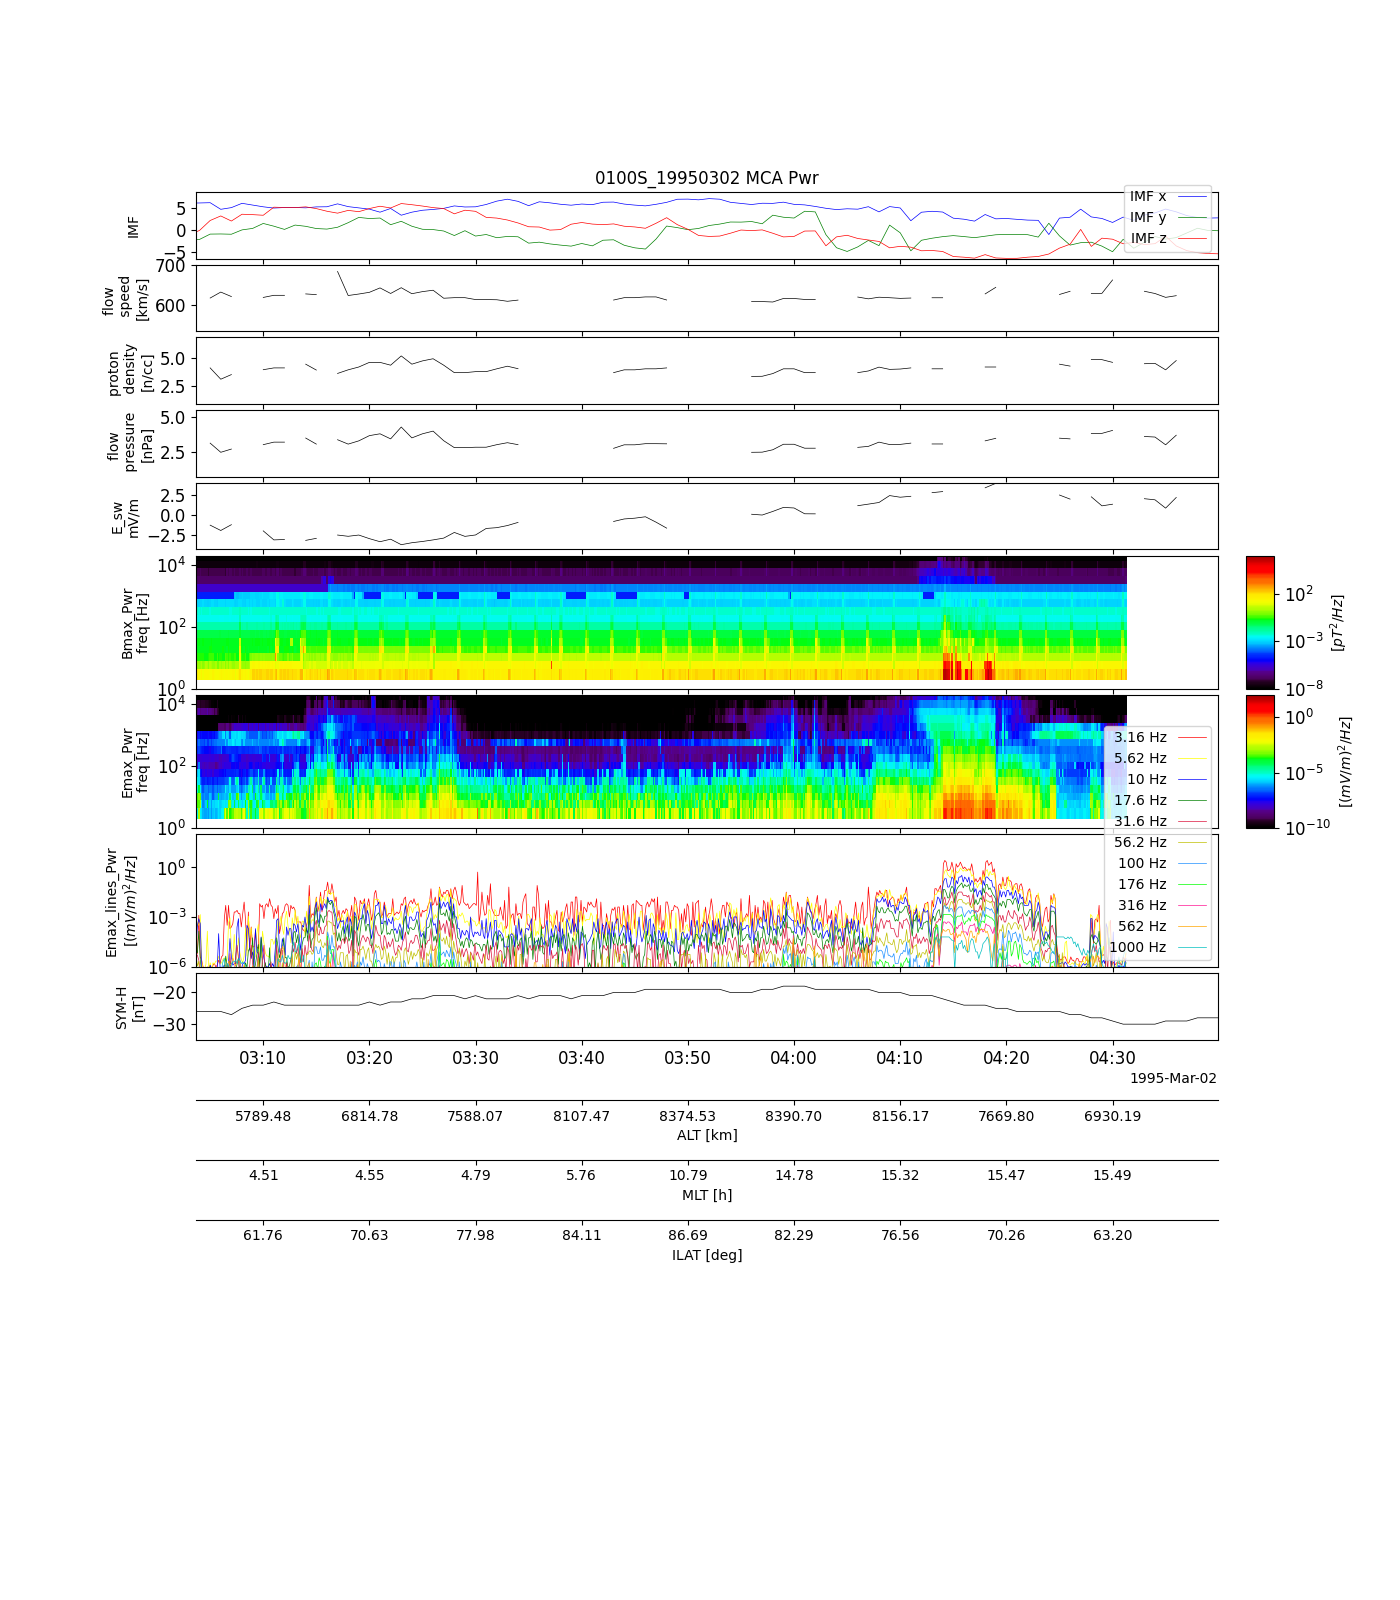 0100S_19950302 MCA Pwr
IMF
5
0
−5
IMF x
IMF y
IMF z
flow
speed
[km/s]
700
600
proton
density
[n/cc]
5.0
2.5
flow
pressure
[nPa]
5.0
2.5
E_sw
mV/m
2.5
0.0
−2.5
Bmax_Pwr
freq [Hz]
10^4
10^2
10^0
10^2
10^-3
10^-8
[pT^2/Hz]
Emax_Pwr
freq [Hz]
10^4
10^2
10^0
10^0
10^-5
10^-10
[(mV/m)^2/Hz]
3.16 Hz
5.62 Hz
10 Hz
17.6 Hz
31.6 Hz
56.2 Hz
100 Hz
176 Hz
316 Hz
562 Hz
1000 Hz
Emax_lines_Pwr
[(mV/m)^2/Hz]
10^0
10^-3
10^-6
SYM-H
[nT]
−20
−30
03:10 03:20 03:30 03:40 03:50 04:00 04:10 04:20 04:30
1995-Mar-02
5789.48 6814.78 7588.07 8107.47 8374.53 8390.70 8156.17 7669.80 6930.19
ALT [km]
4.51 4.55 4.79 5.76 10.79 14.78 15.32 15.47 15.49
MLT [h]
61.76 70.63 77.98 84.11 86.69 82.29 76.56 70.26 63.20
ILAT [deg]